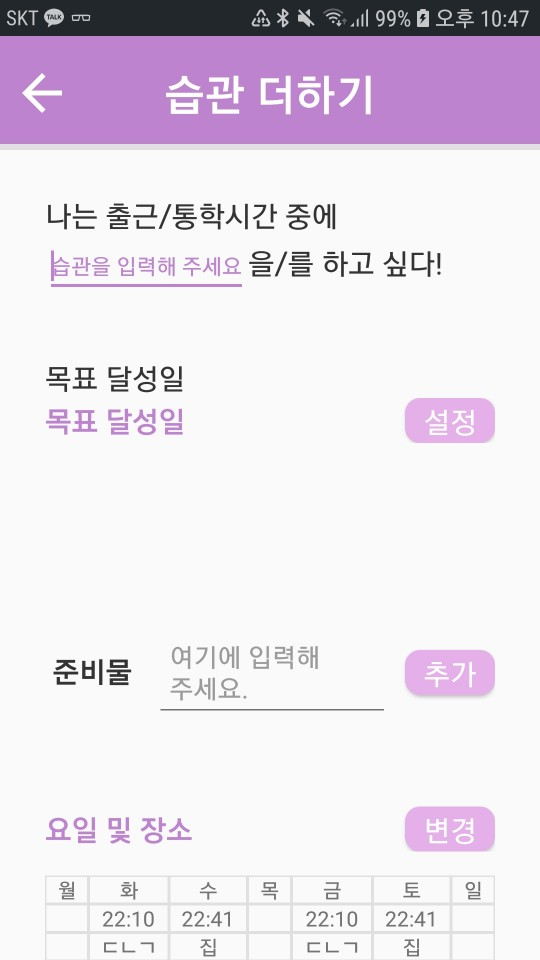 SKT TALK 99% 오후 10:47
습관 더하기
나는 출근/통학시간 중에
습관을 입력해 주세요 을/를 하고 싶다!
목표 달성일
목표 달성일 설정
준비물 여기에 입력해 추가
주세요.
요일 및 장소 변경
월 화 수 목 금 토 일
22:10 22:41 22:10 22:41
ㄷㄴㄱ 집 ㄷㄴㄱ 집